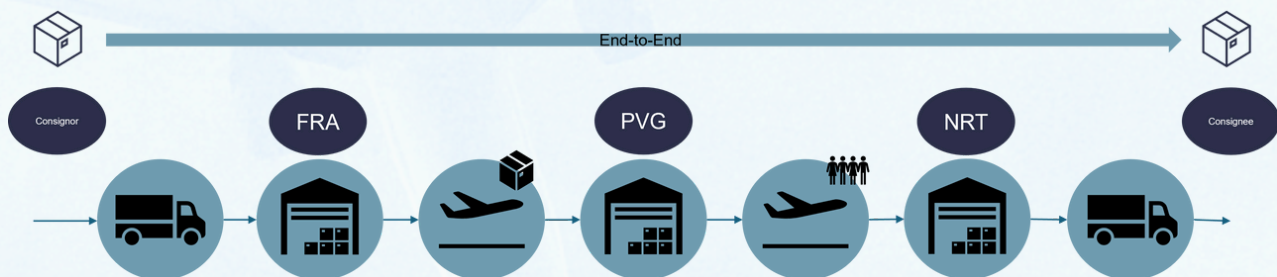 End-to-End
Consignor
FRA
PVG
NRT
Consignee